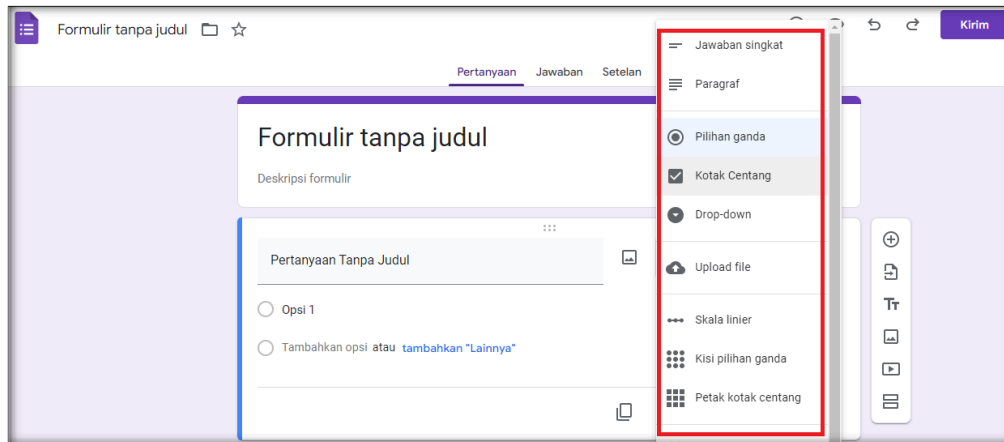 Formulir tanpa judul
Kirim
Pertanyaan Jawaban Setelan
Formulir tanpa judul
Deskripsi formulir
Pertanyaan Tanpa Judul
Opsi 1
Tambahkan opsi atau tambahkan "Lainnya"
Jawaban singkat
Paragraf
Pilihan ganda
Kotak Centang
Drop-down
Upload file
Skala linier
Kisi pilihan ganda
Petak kotak centang
Tт